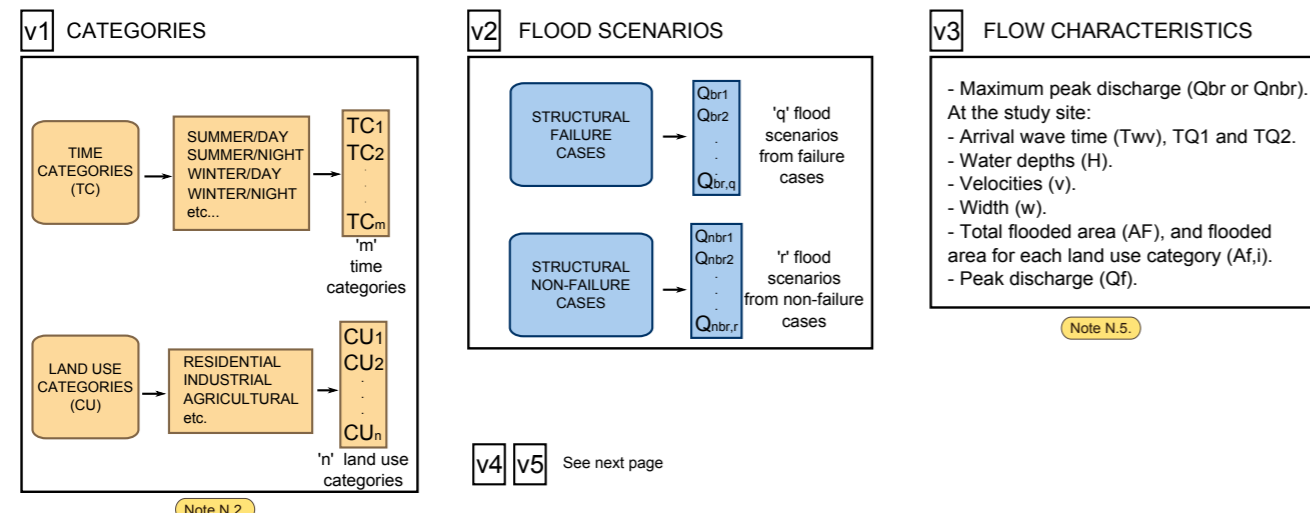 v1 CATEGORIES
TIME
CATEGORIES
(TC)
SUMMER/DAY
SUMMER/NIGHT
WINTER/DAY
WINTER/NIGHT
etc...
TC1
TC2
.
.
.
TCm
'm'
time
categories
LAND USE
CATEGORIES
(CU)
RESIDENTIAL
INDUSTRIAL
AGRICULTURAL
etc.
CU1
CU2
.
.
.
CUn
'n' land use
categories
Note N.2.
v2 FLOOD SCENARIOS
STRUCTURAL
FAILURE
CASES
Qbr1
Qbr2
.
.
.
Qbr,q
'q' flood
scenarios
from failure
cases
STRUCTURAL
NON-FAILURE
CASES
Qnbr1
Qnbr2
.
.
.
Qnbr,r
'r' flood
scenarios
from non-failure
cases
v4 v5 See next page
v3 FLOW CHARACTERISTICS
- Maximum peak discharge (Qbr or Qnbr).
At the study site:
- Arrival wave time (Twv), TQ1 and TQ2.
- Water depths (H).
- Velocities (v).
- Width (w).
- Total flooded area (AF), and flooded
area for each land use category (Af,i).
- Peak discharge (Qf).
Note N.5.